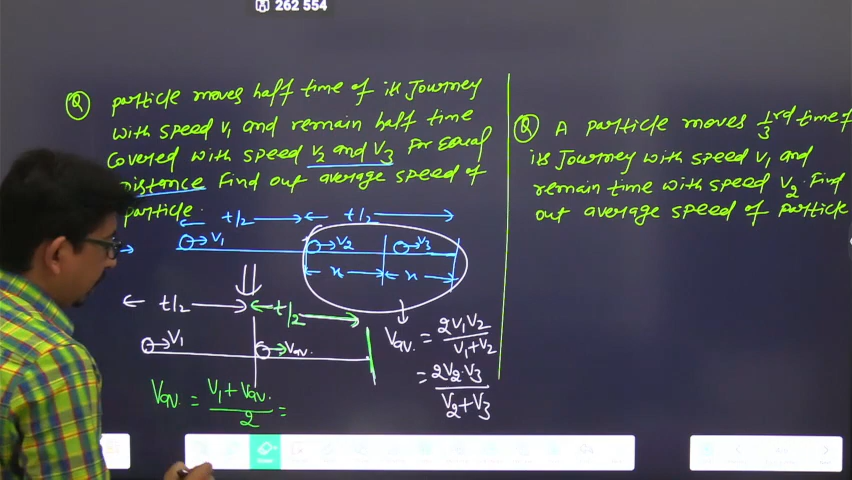 262 554
Q particle moves half time of its Journey
with speed V1 and remain half time
Covered with speed V2 and V3 for Equal
Distance Find out average speed of
particle.
t/2 t/2
V1 V2 V3
x x
t/2 t/2
V1 Vav.
Vav. = 2V1V2 / V1+V2
= 2V2.V3 / V2+V3
Vav. = V1+Vav. / 2 =
Q A particle moves 1/3rd time of
its Journey with speed V1 and
remain time with speed V2. Find
out average speed of particle